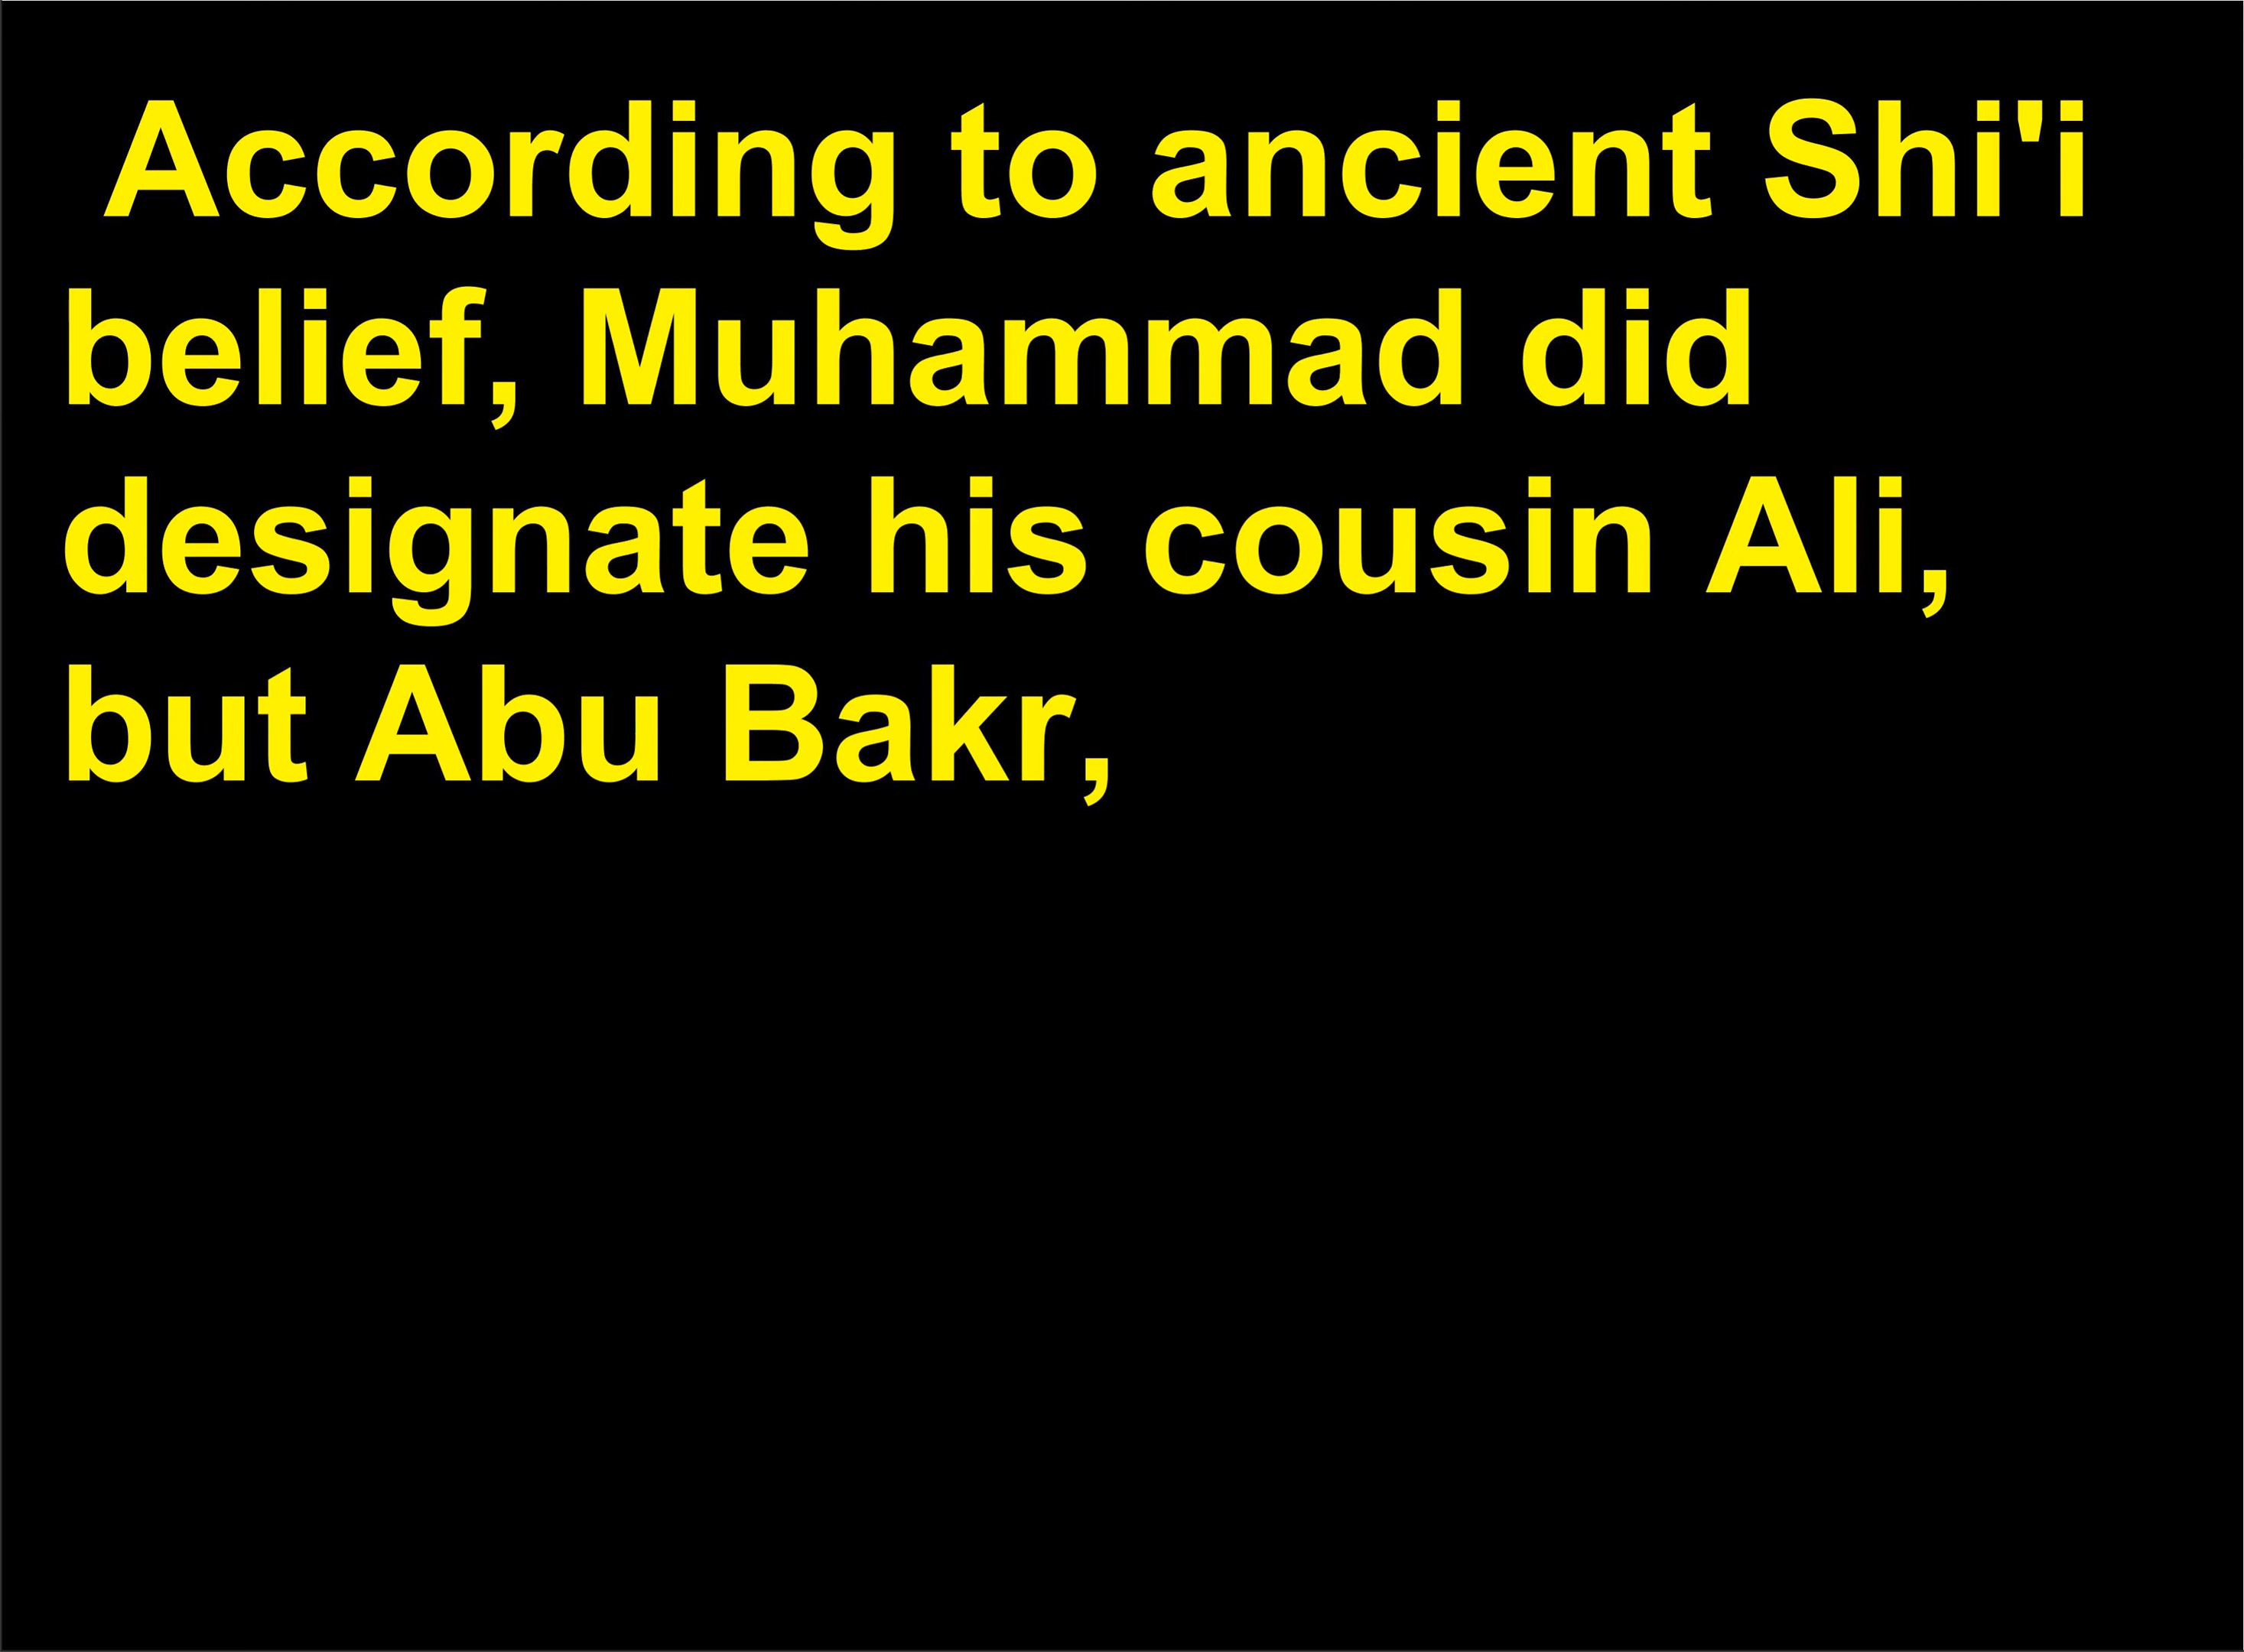 According to ancient Shi'i
belief, Muhammad did
designate his cousin Ali,
but Abu Bakr,